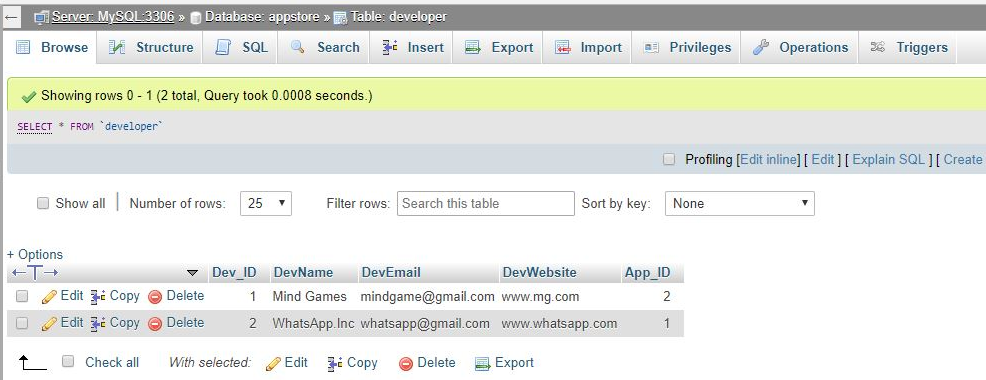 Server: MySQL:3306 » Database: appstore » Table: developer
Browse Structure SQL Search Insert Export Import Privileges Operations Triggers
Showing rows 0 - 1 (2 total, Query took 0.0008 seconds.)
SELECT * FROM `developer`
Profiling [Edit inline] [ Edit ] [ Explain SQL ] [ Create
Show all | Number of rows: 25 Filter rows: Search this table Sort by key: None
+ Options
←T→ Dev_ID DevName DevEmail DevWebsite App_ID
Edit Copy Delete 1 Mind Games mindgame@gmail.com www.mg.com 2
Edit Copy Delete 2 WhatsApp.Inc whatsapp@gmail.com www.whatsapp.com 1
Check all With selected: Edit Copy Delete Export